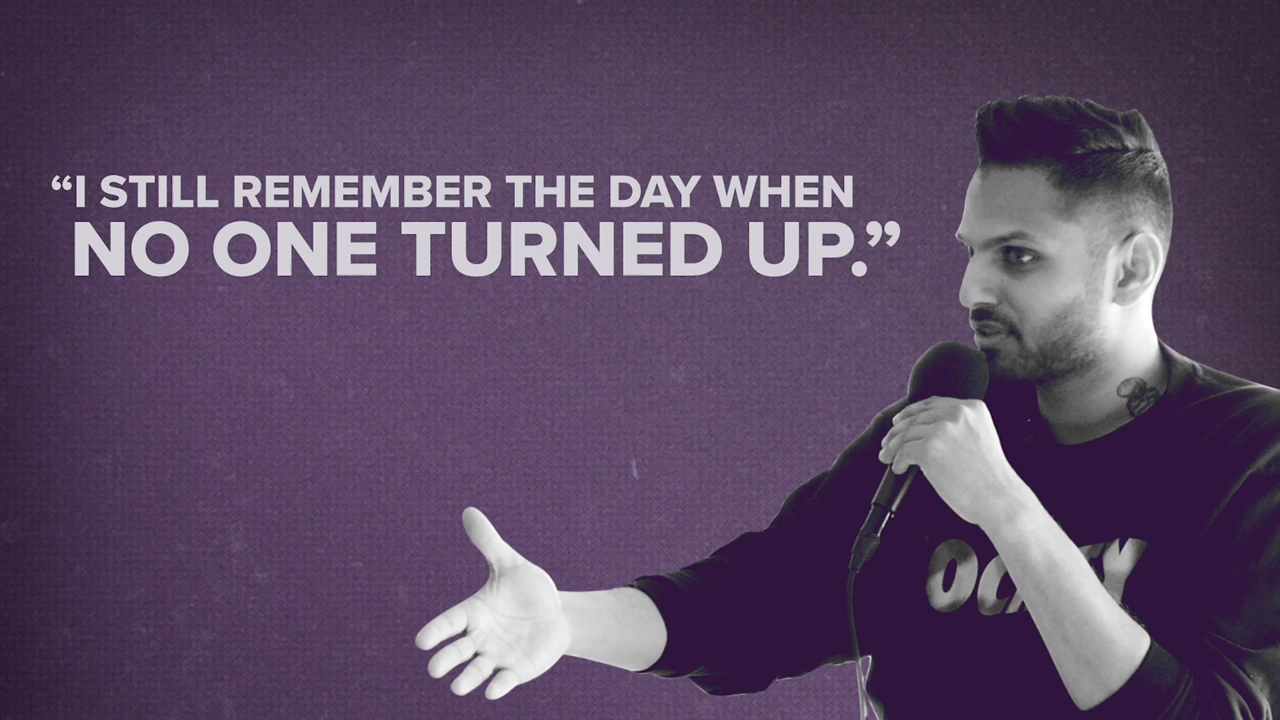 “I STILL REMEMBER THE DAY WHEN
NO ONE TURNED UP.”